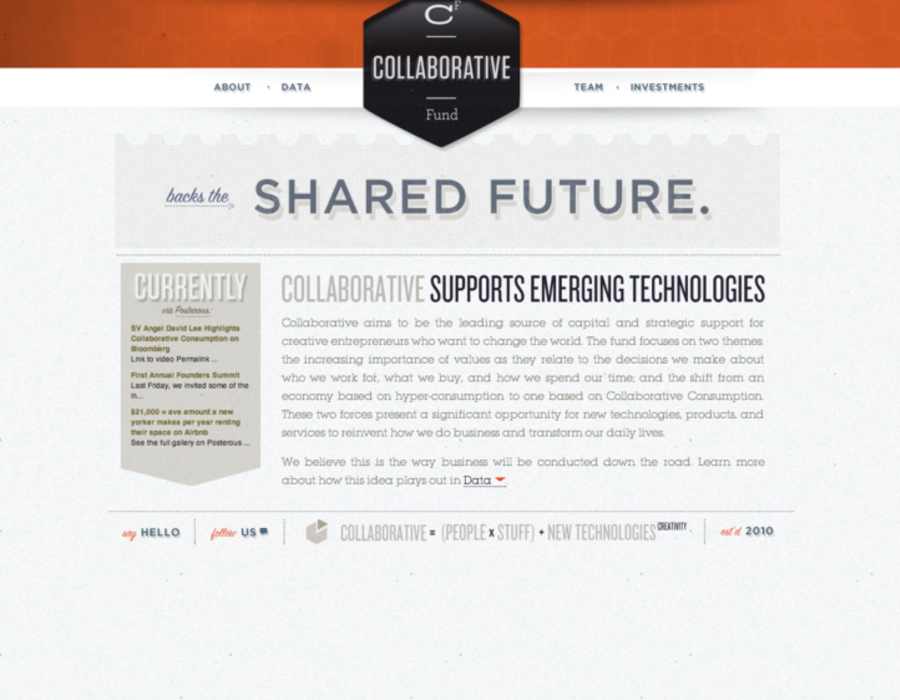 CF
COLLABORATIVE
Fund
ABOUT · DATA
TEAM · INVESTMENTS
backs the SHARED FUTURE.
CURRENTLY
via Posterous:
SV Angel David Lee Highlights
Collaborative Consumption on
Bloomberg
Link to video Permalink ...
First Annual Founders Summit
Last Friday, we invited some of the
in...
$21,000 = ave amount a new
yorker makes per year renting
their space on Airbnb
See the full gallery on Posterous ...
COLLABORATIVE SUPPORTS EMERGING TECHNOLOGIES
Collaborative aims to be the leading source of capital and strategic support for
creative entrepreneurs who want to change the world. The fund focuses on two themes:
the increasing importance of values as they relate to the decisions we make about
who we work for, what we buy, and how we spend our time; and the shift from an
economy based on hyper-consumption to one based on Collaborative Consumption.
These two forces present a significant opportunity for new technologies, products, and
services to reinvent how we do business and transform our daily lives.
We believe this is the way business will be conducted down the road. Learn more
about how this idea plays out in Data
say HELLO
follow US
COLLABORATIVE = (PEOPLE x STUFF) + NEW TECHNOLOGIES CREATIVITY
est'd 2010